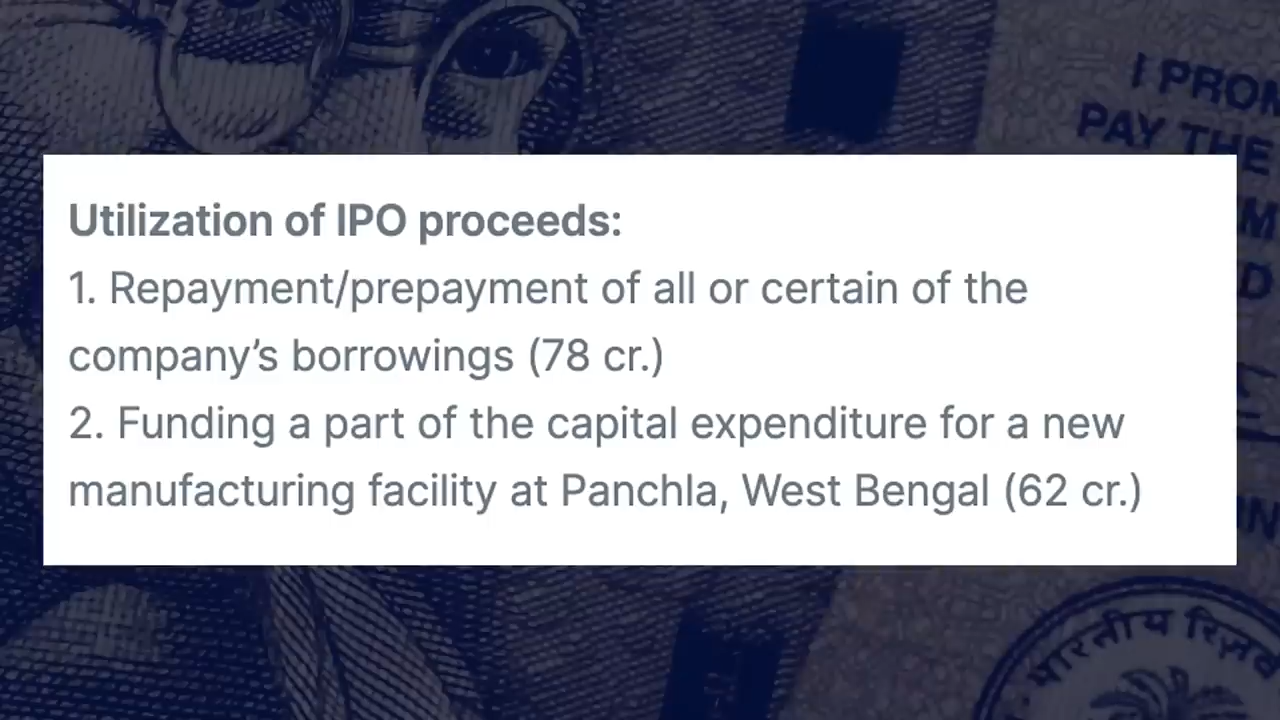 I PROM
PAY THE
Utilization of IPO proceeds:
1. Repayment/prepayment of all or certain of the
company’s borrowings (78 cr.)
2. Funding a part of the capital expenditure for a new
manufacturing facility at Panchla, West Bengal (62 cr.)
भारतीय रिज़र्व